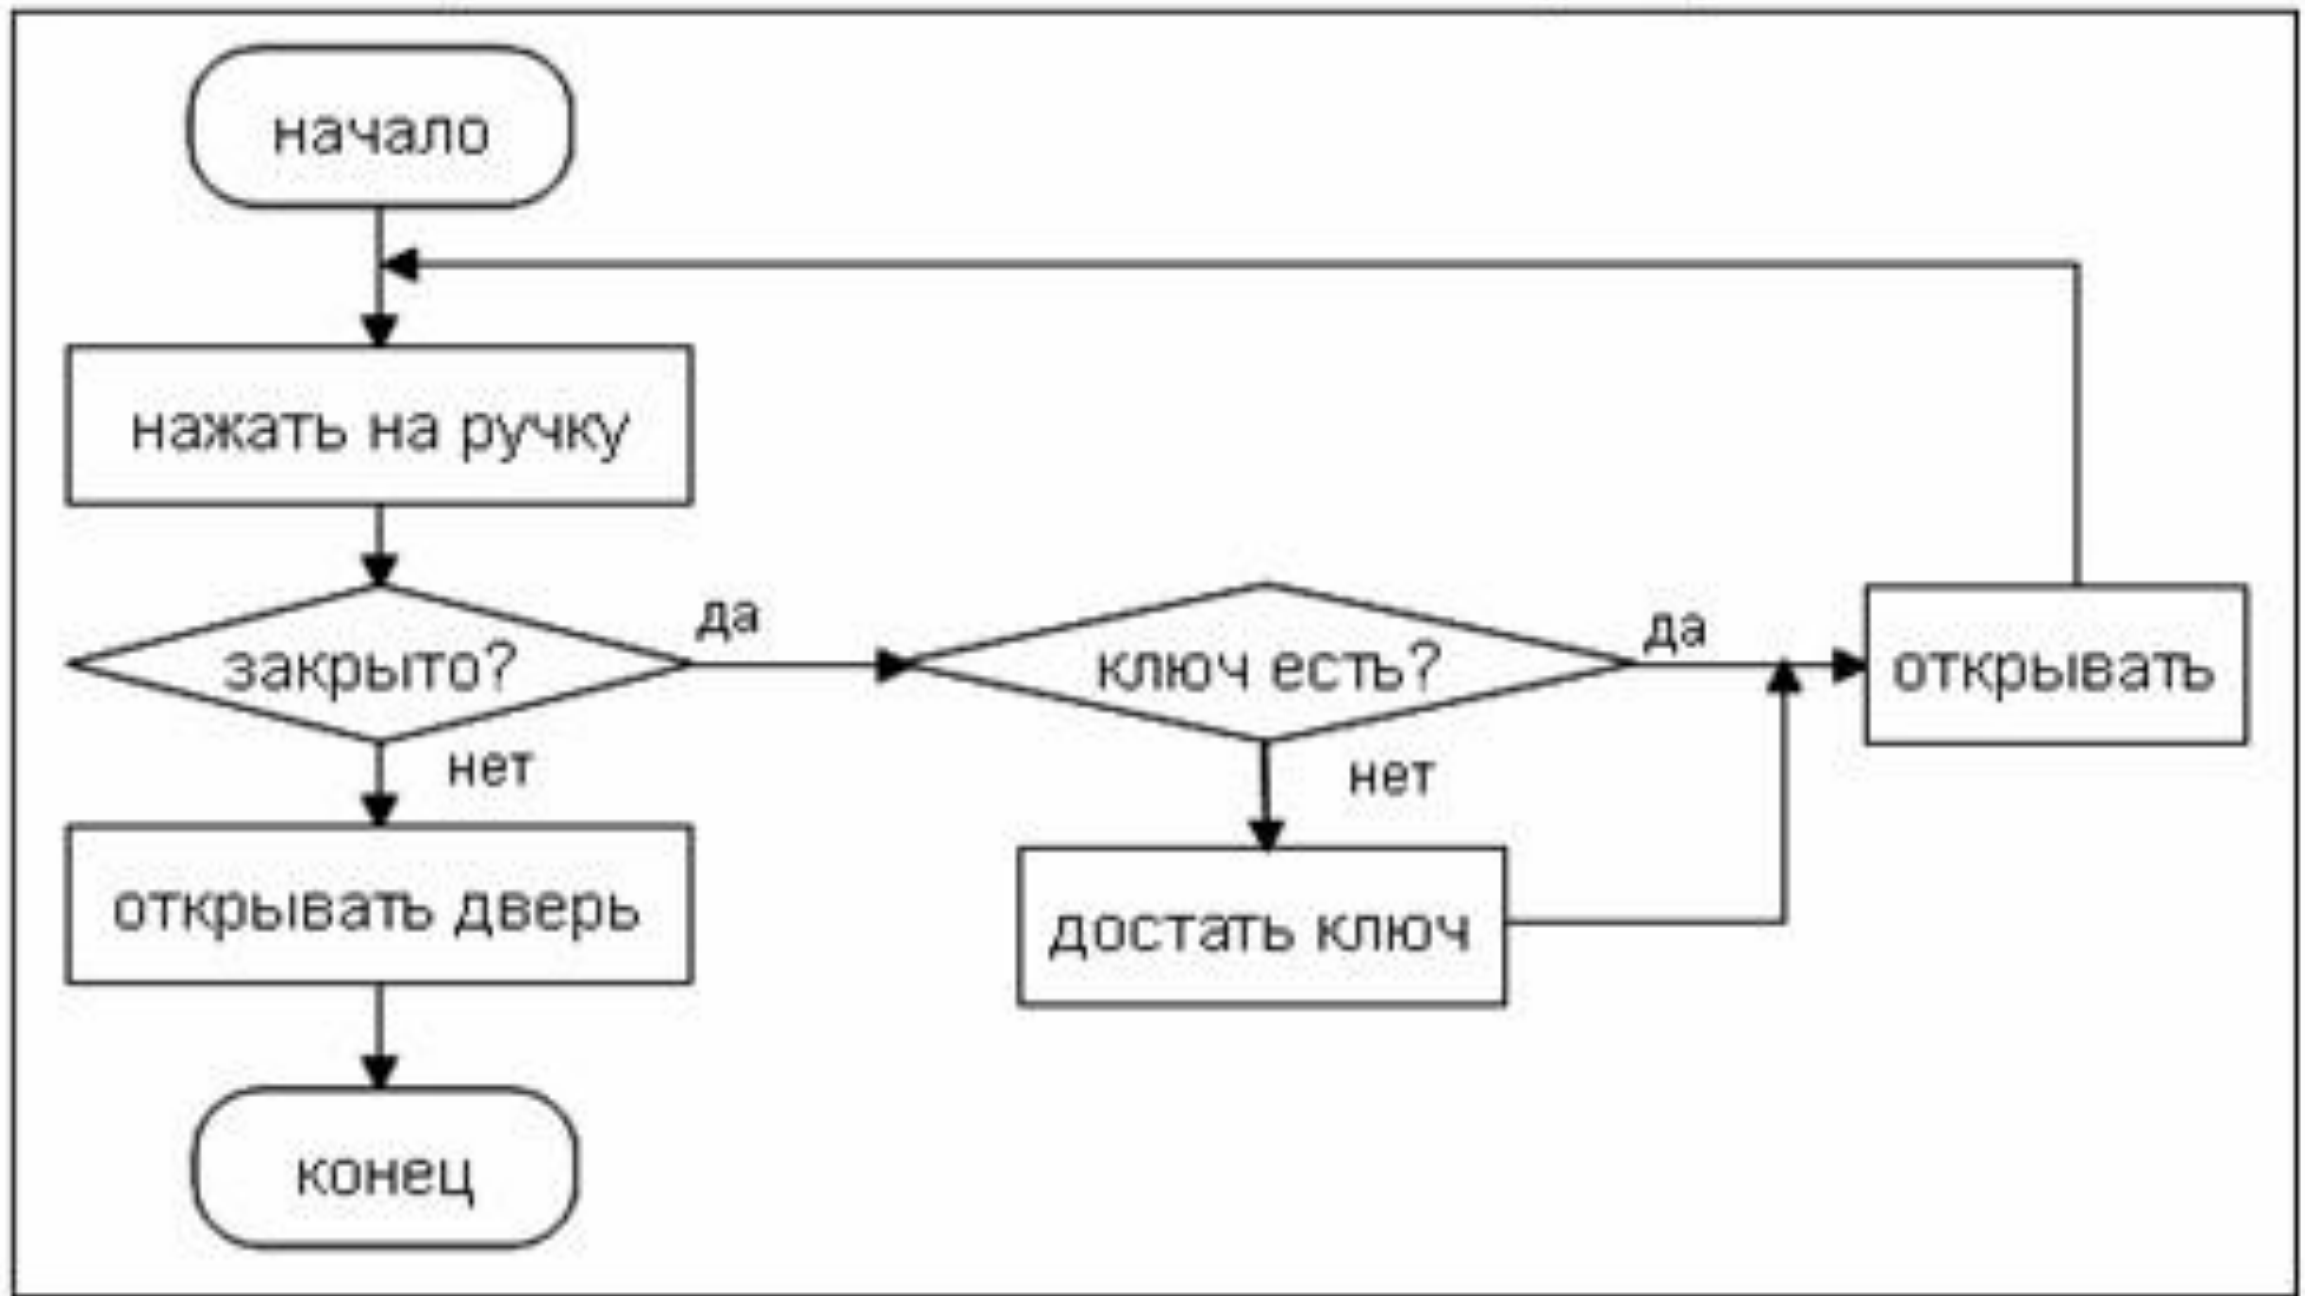 начало
нажать на ручку
закрыто?
да
ключ есть?
да
открывать
нет
нет
открывать дверь
достать ключ
конец